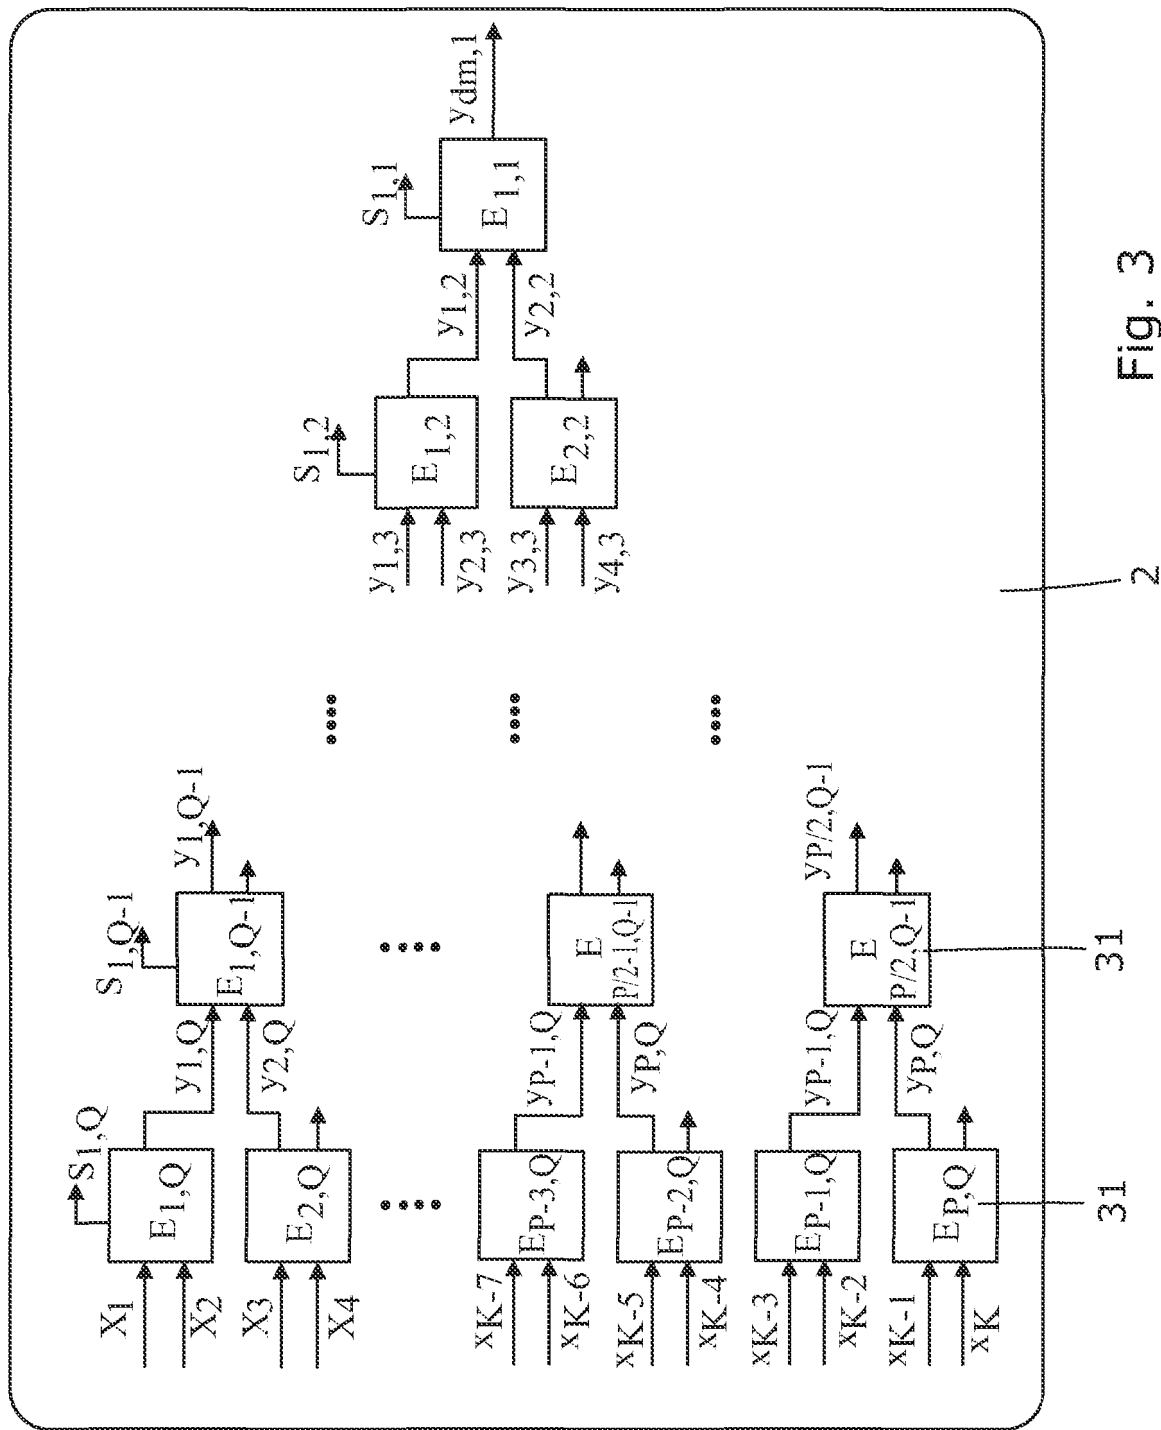 S1,Q
X1
X2
E1,Q
y1,Q
S1,Q-1
E1,Q-1
y1,Q-1
X3
X4
E2,Q
y2,Q
xK-7
xK-6
EP-3,Q
yP-1,Q
E
P/2-1,Q-1
xK-5
xK-4
EP-2,Q
yP,Q
xK-3
xK-2
EP-1,Q
yP-1,Q
E
P/2,Q-1
yP/2,Q-1
xK-1
xK
EP,Q
yP,Q
31
31
y1,3
y2,3
S1,2
E1,2
y1,2
y3,3
y4,3
E2,2
y2,2
S1,1
E1,1
ydm,1
2
Fig. 3